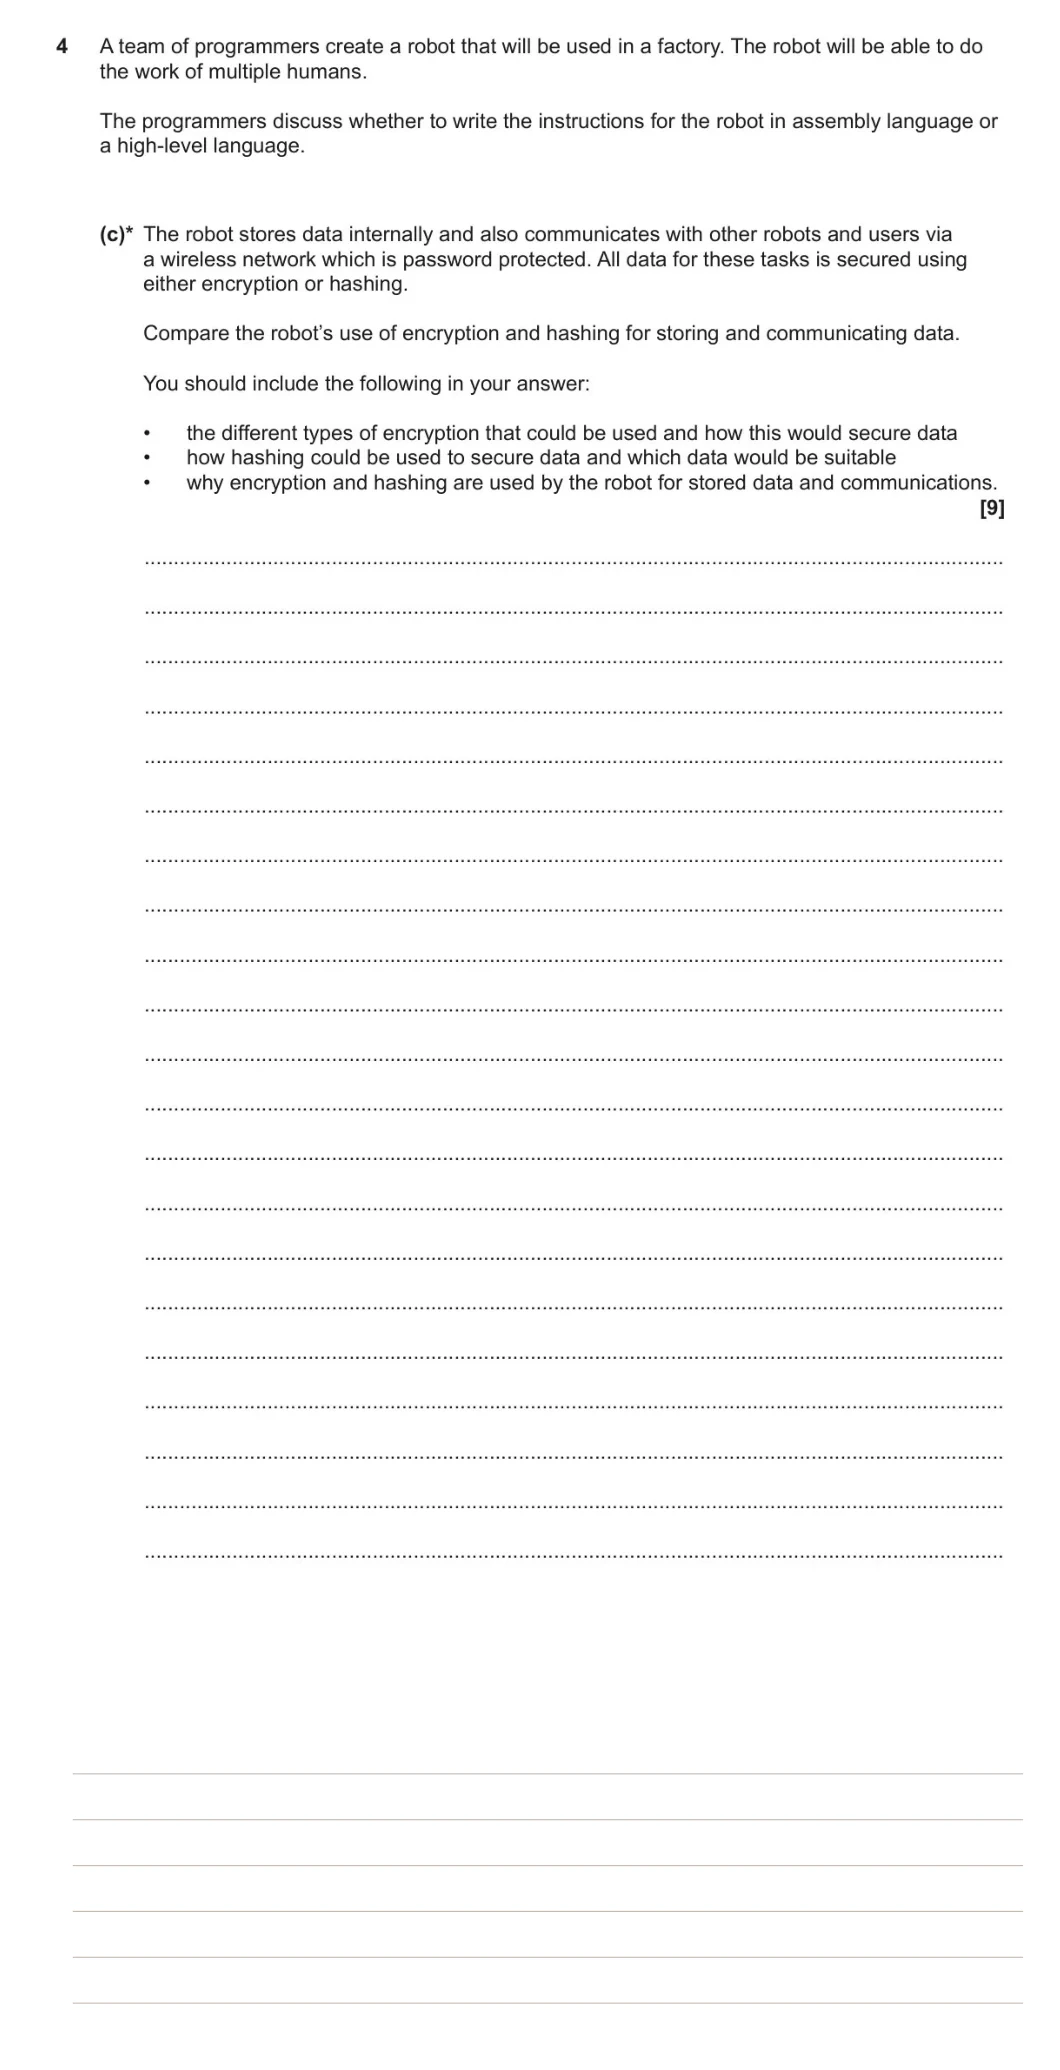 4 A team of programmers create a robot that will be used in a factory. The robot will be able to do
the work of multiple humans.
The programmers discuss whether to write the instructions for the robot in assembly language or
a high-level language.
(c)* The robot stores data internally and also communicates with other robots and users via
a wireless network which is password protected. All data for these tasks is secured using
either encryption or hashing.
Compare the robot's use of encryption and hashing for storing and communicating data.
You should include the following in your answer:
• the different types of encryption that could be used and how this would secure data
• how hashing could be used to secure data and which data would be suitable
• why encryption and hashing are used by the robot for stored data and communications.
[9]